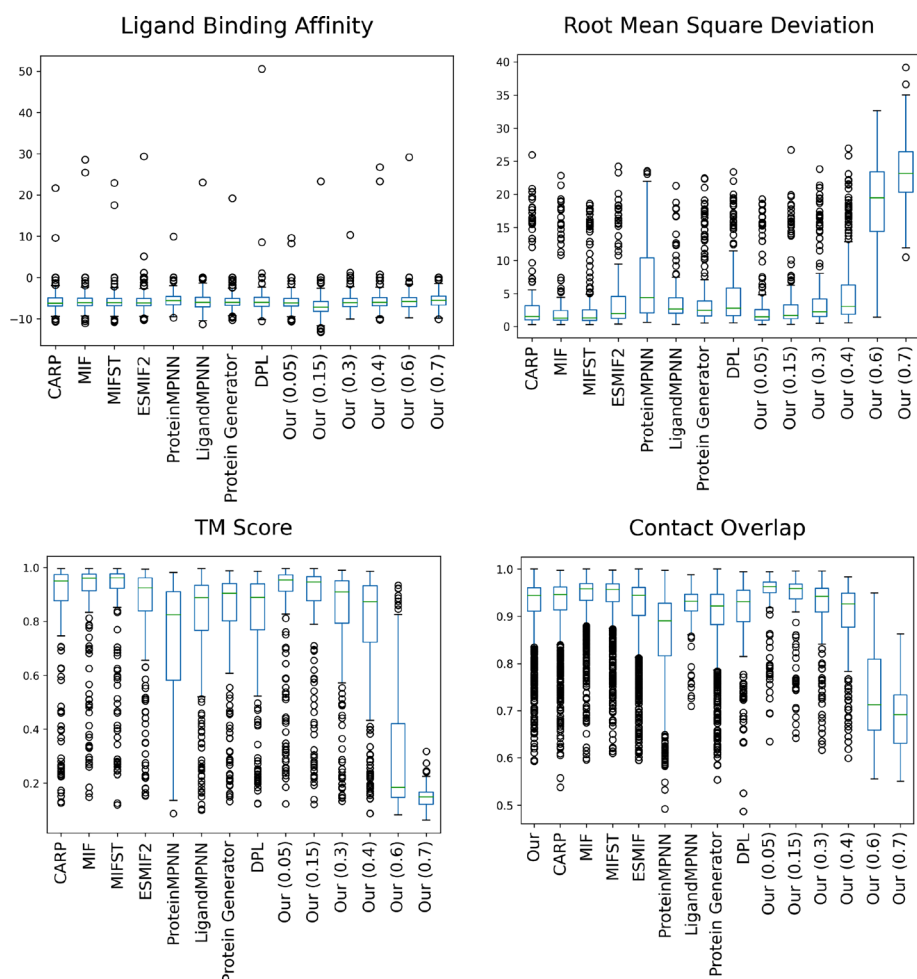 Ligand Binding Affinity
50
40
30
20
10
0
−10
CARP
MIF
MIFST
ESMIF2
ProteinMPNN
LigandMPNN
Protein Generator
DPL
Our (0.05)
Our (0.15)
Our (0.3)
Our (0.4)
Our (0.6)
Our (0.7)
Root Mean Square Deviation
40
35
30
25
20
15
10
5
0
CARP
MIF
MIFST
ESMIF2
ProteinMPNN
LigandMPNN
Protein Generator
DPL
Our (0.05)
Our (0.15)
Our (0.3)
Our (0.4)
Our (0.6)
Our (0.7)
TM Score
1.0
0.8
0.6
0.4
0.2
CARP
MIF
MIFST
ESMIF2
ProteinMPNN
LigandMPNN
Protein Generator
DPL
Our (0.05)
Our (0.15)
Our (0.3)
Our (0.4)
Our (0.6)
Our (0.7)
Contact Overlap
1.0
0.9
0.8
0.7
0.6
0.5
Our
CARP
MIF
MIFST
ESMIF
ProteinMPNN
LigandMPNN
Protein Generator
DPL
Our (0.05)
Our (0.15)
Our (0.3)
Our (0.4)
Our (0.6)
Our (0.7)